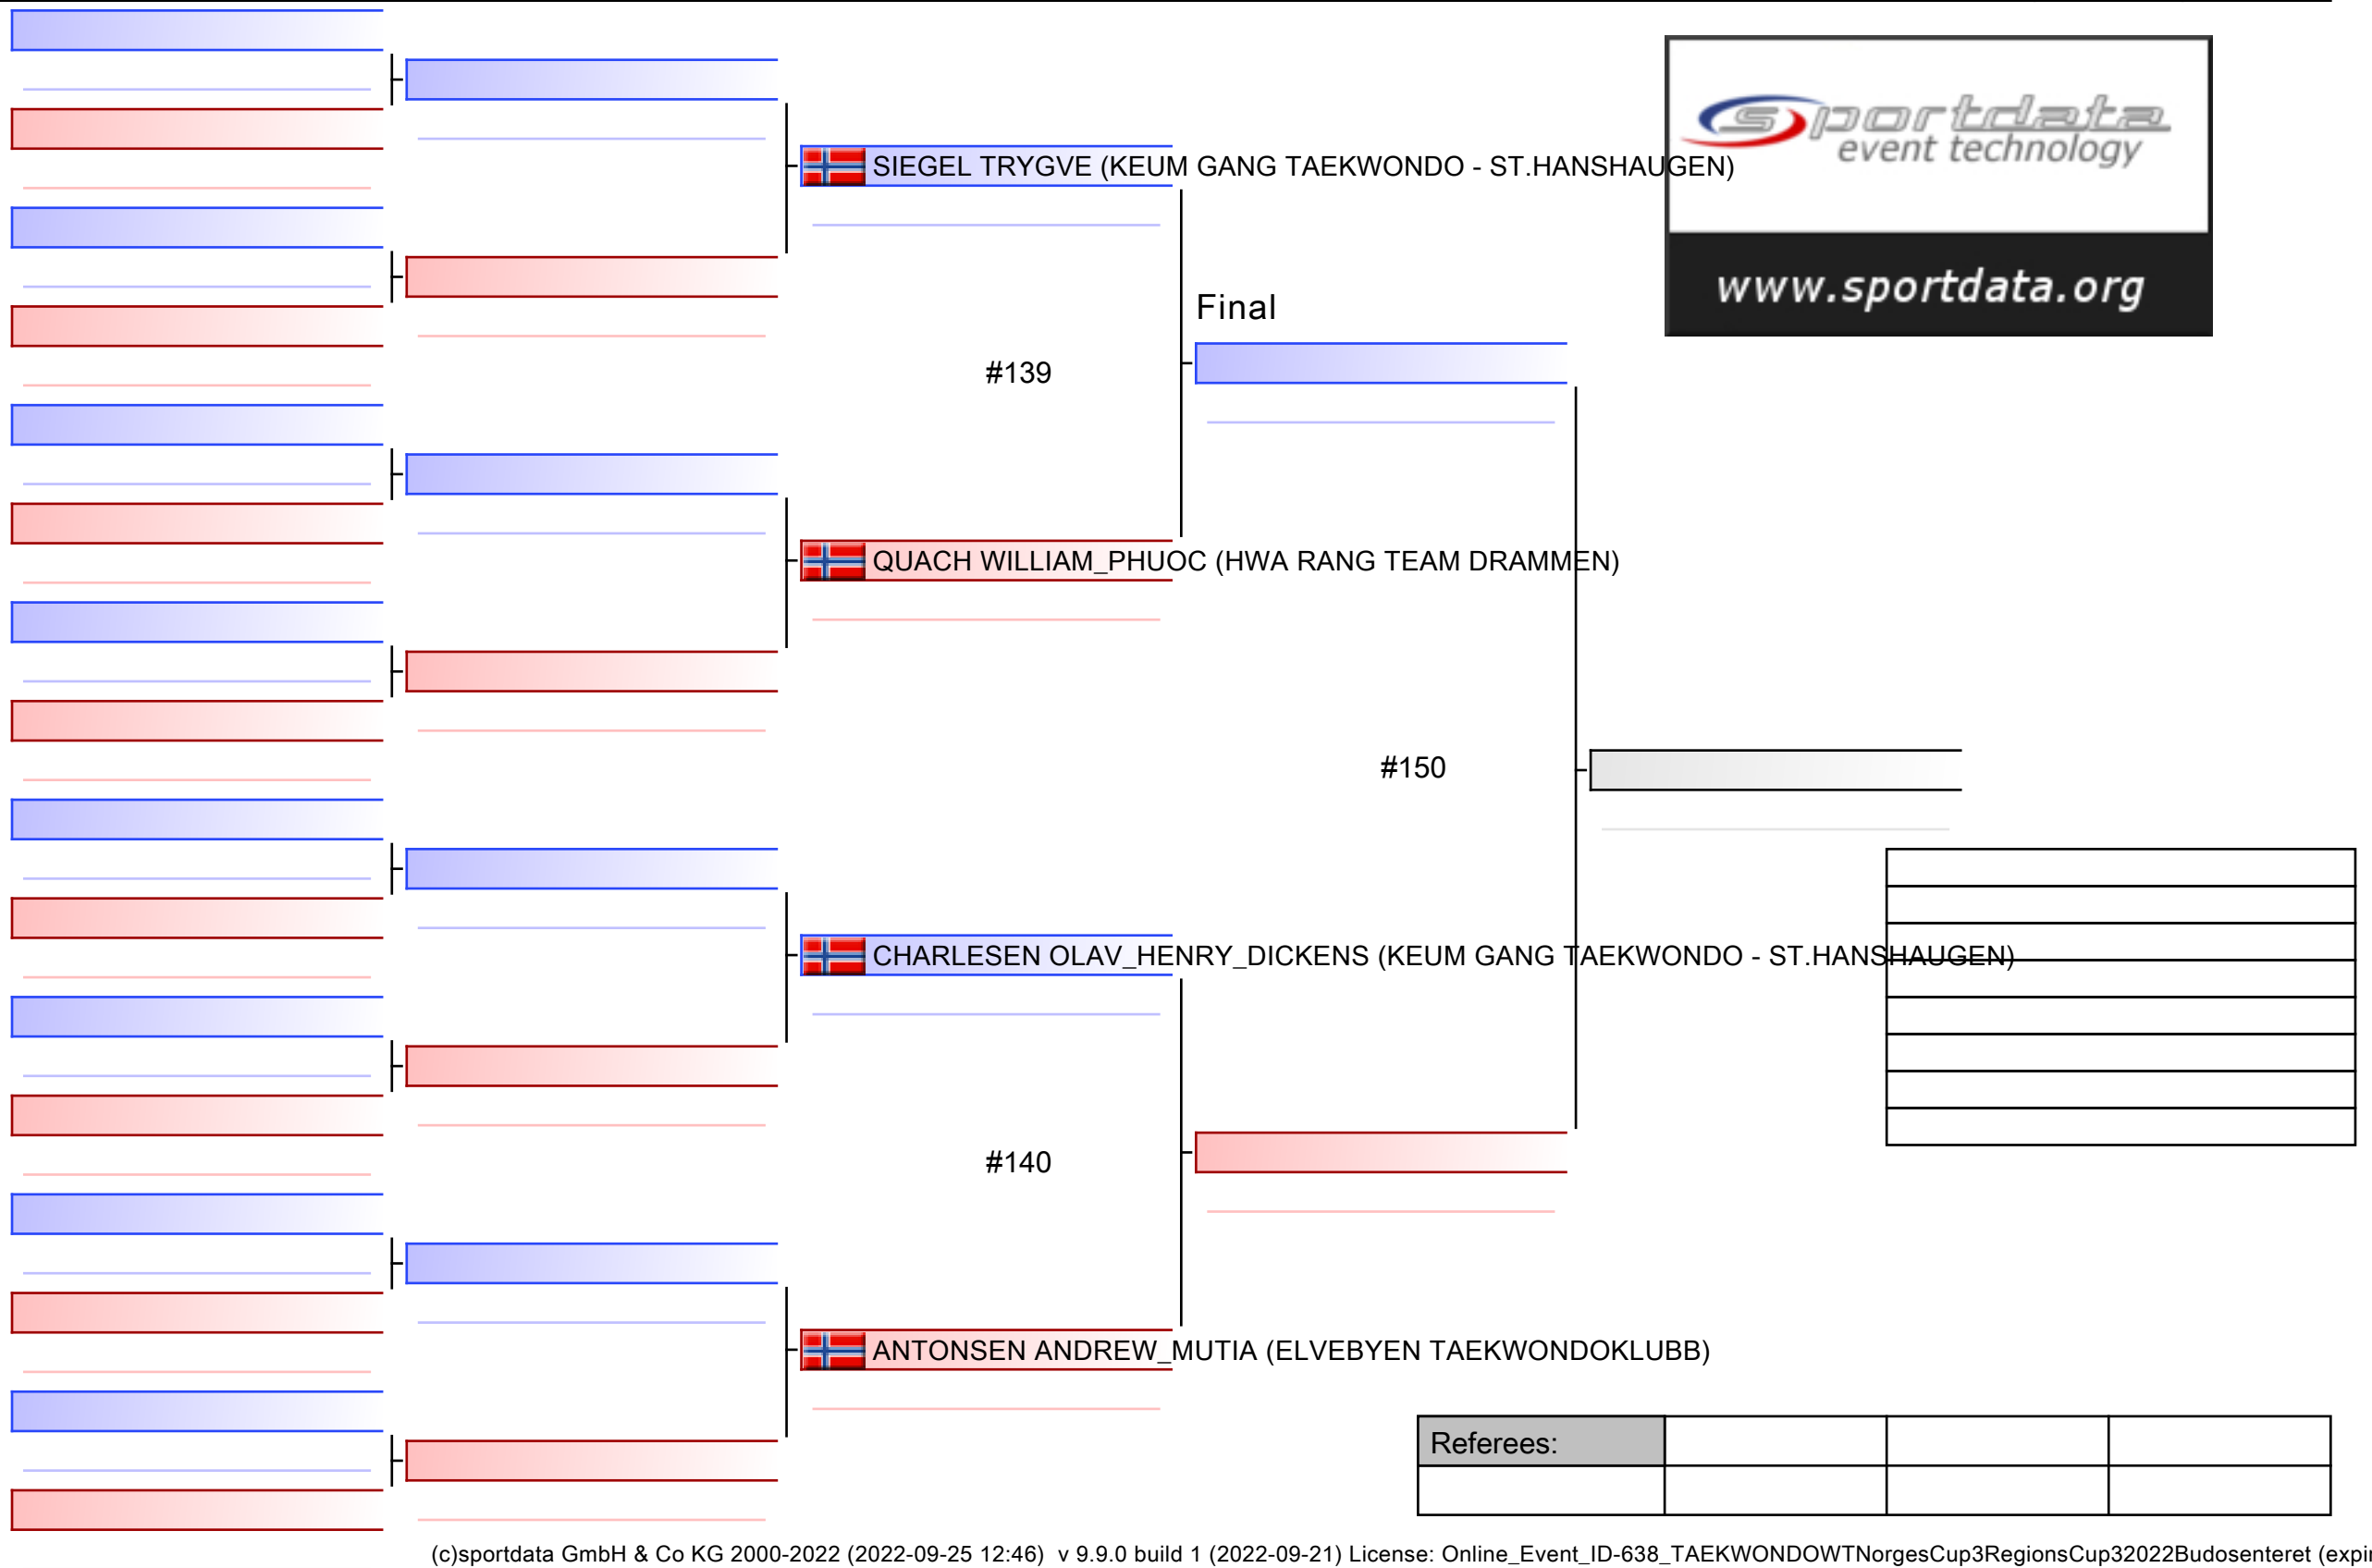 sportdata
event technology
www.sportdata.org
SIEGEL TRYGVE (KEUM GANG TAEKWONDO - ST.HANSHAUGEN)
Final
#139
QUACH WILLIAM_PHUOC (HWA RANG TEAM DRAMMEN)
#150
CHARLESEN OLAV_HENRY_DICKENS (KEUM GANG TAEKWONDO - ST.HANSHAUGEN)
#140
ANTONSEN ANDREW_MUTIA (ELVEBYEN TAEKWONDOKLUBB)
Referees:
(c)sportdata GmbH & Co KG 2000-2022 (2022-09-25 12:46) v 9.9.0 build 1 (2022-09-21) License: Online_Event_ID-638_TAEKWONDOWTNorgesCup3RegionsCup32022Budosenteret (expi